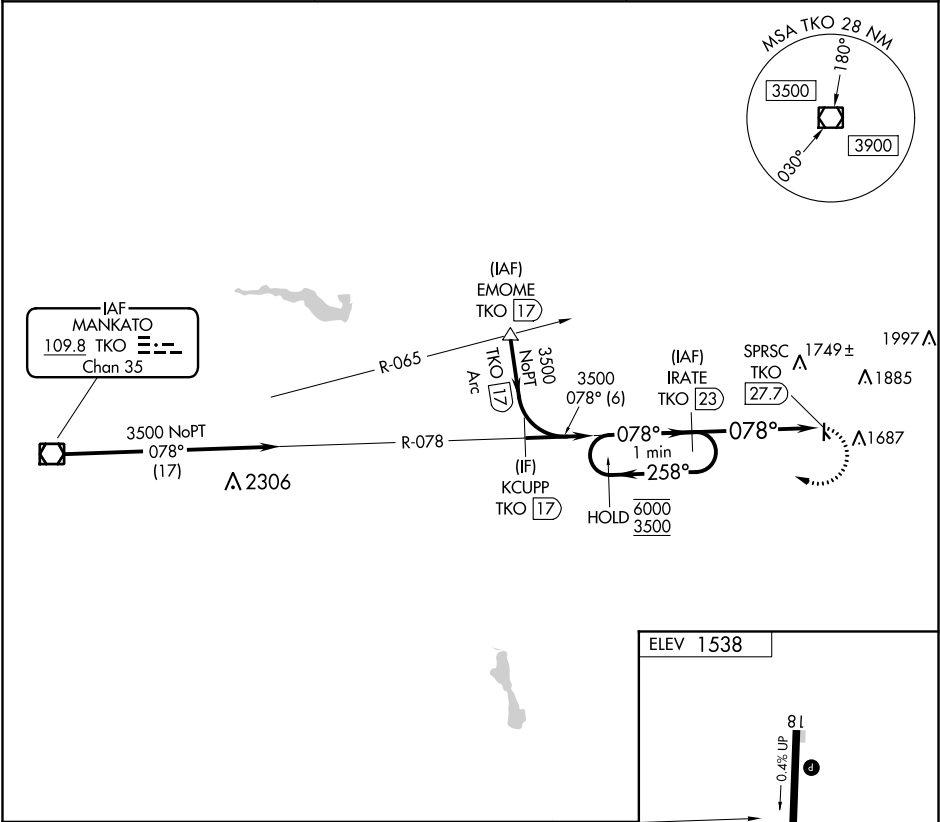 MSA TKO 28 NM
180°
3500
3900
030°
(IAF)
EMOME
TKO 17
IAF
MANKATO
109.8 TKO
Chan 35
R-065
TKO 17
Arc
3500
NoPT
3500
078° (6)
(IAF)
IRATE
TKO 23
SPRSC
TKO
27.7
1749±
1997
1885
1687
3500 NoPT
078°
(17)
R-078
2306
(IF)
KCUPP
TKO 17
078°
1 min
258°
078°
HOLD
6000
3500
ELEV 1538
18
0.4% UP
P